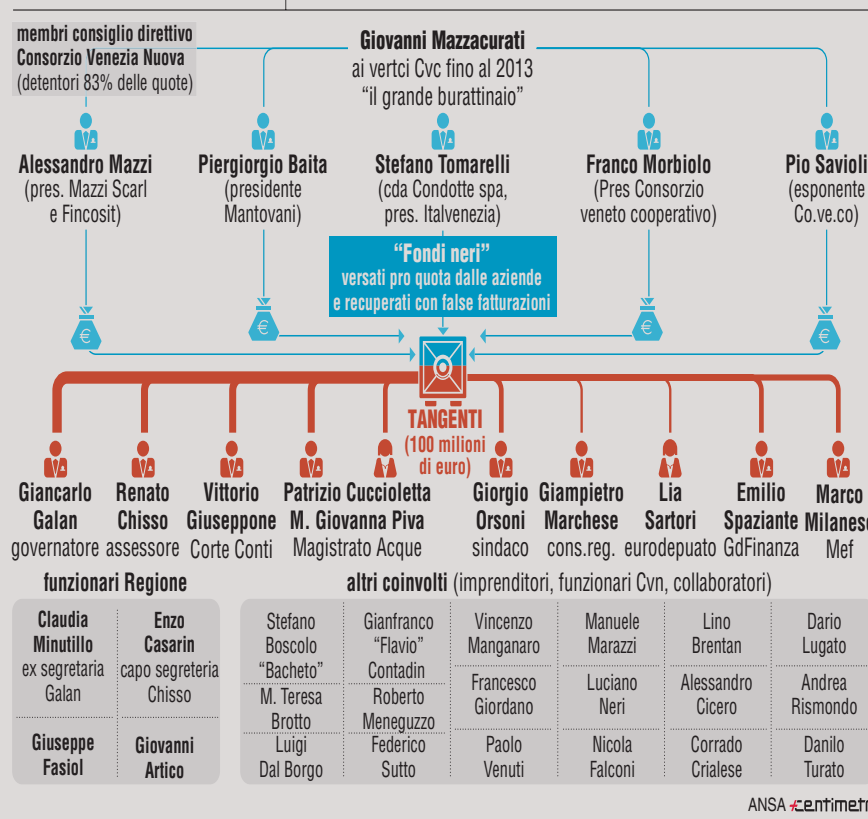 membri consiglio direttivo
Consorzio Venezia Nuova
(detentori 83% delle quote)
Giovanni Mazzacurati
ai vertci Cvc fino al 2013
“il grande burattinaio”
Alessandro Mazzi
(pres. Mazzi Scarl
e Fincosit)
Piergiorgio Baita
(presidente
Mantovani)
Stefano Tomarelli
(cda Condotte spa,
pres. Italvenezia)
Franco Morbiolo
(Pres Consorzio
veneto cooperativo)
Pio Savioli
(esponente
Co.ve.co)
“Fondi neri”
versati pro quota dalle aziende
e recuperati con false fatturazioni
€
€
€
€
TANGENTI
(100 milioni
di euro)
Giancarlo
Galan
governatore
Renato
Chisso
assessore
Vittorio
Giuseppone
Corte Conti
Patrizio Cuccioletta
M. Giovanna Piva
Magistrato Acque
Giorgio
Orsoni
sindaco
Giampietro
Marchese
cons.reg.
Lia
Sartori
eurodepuato
Emilio
Spaziante
GdFinanza
Marco
Milanese
Mef
funzionari Regione
Claudia
Minutillo
ex segretaria
Galan
Enzo
Casarin
capo segreteria
Chisso
Giuseppe
Fasiol
Giovanni
Artico
altri coinvolti (imprenditori, funzionari Cvn, collaboratori)
Stefano
Boscolo
“Bacheto”
Gianfranco
“Flavio”
Contadin
Vincenzo
Manganaro
Manuele
Marazzi
Lino
Brentan
Dario
Lugato
M. Teresa
Brotto
Roberto
Meneguzzo
Francesco
Giordano
Luciano
Neri
Alessandro
Cicero
Andrea
Rismondo
Luigi
Dal Borgo
Federico
Sutto
Paolo
Venuti
Nicola
Falconi
Corrado
Crialese
Danilo
Turato
ANSA centimetr